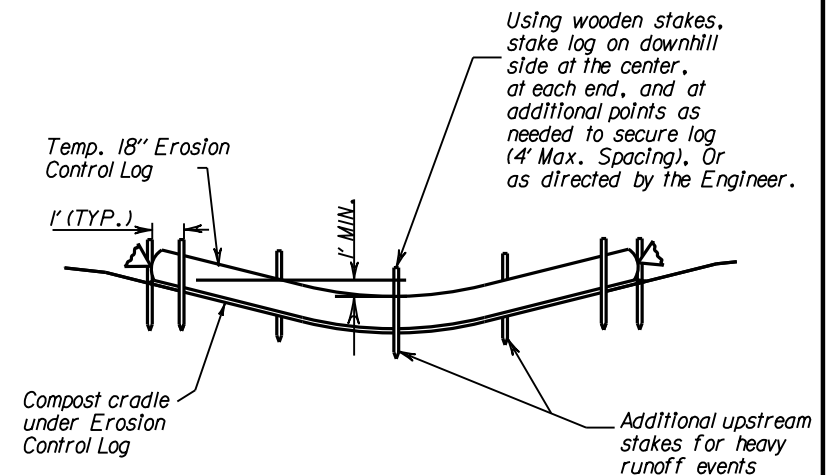 Using wooden stakes,
stake log on downhill
side at the center,
at each end, and at
additional points as
needed to secure log
(4' Max. Spacing), Or
as directed by the Engineer.
Temp. 18" Erosion
Control Log
1' (TYP.)
1' MIN.
Compost cradle
under Erosion
Control Log
Additional upstream
stakes for heavy
runoff events